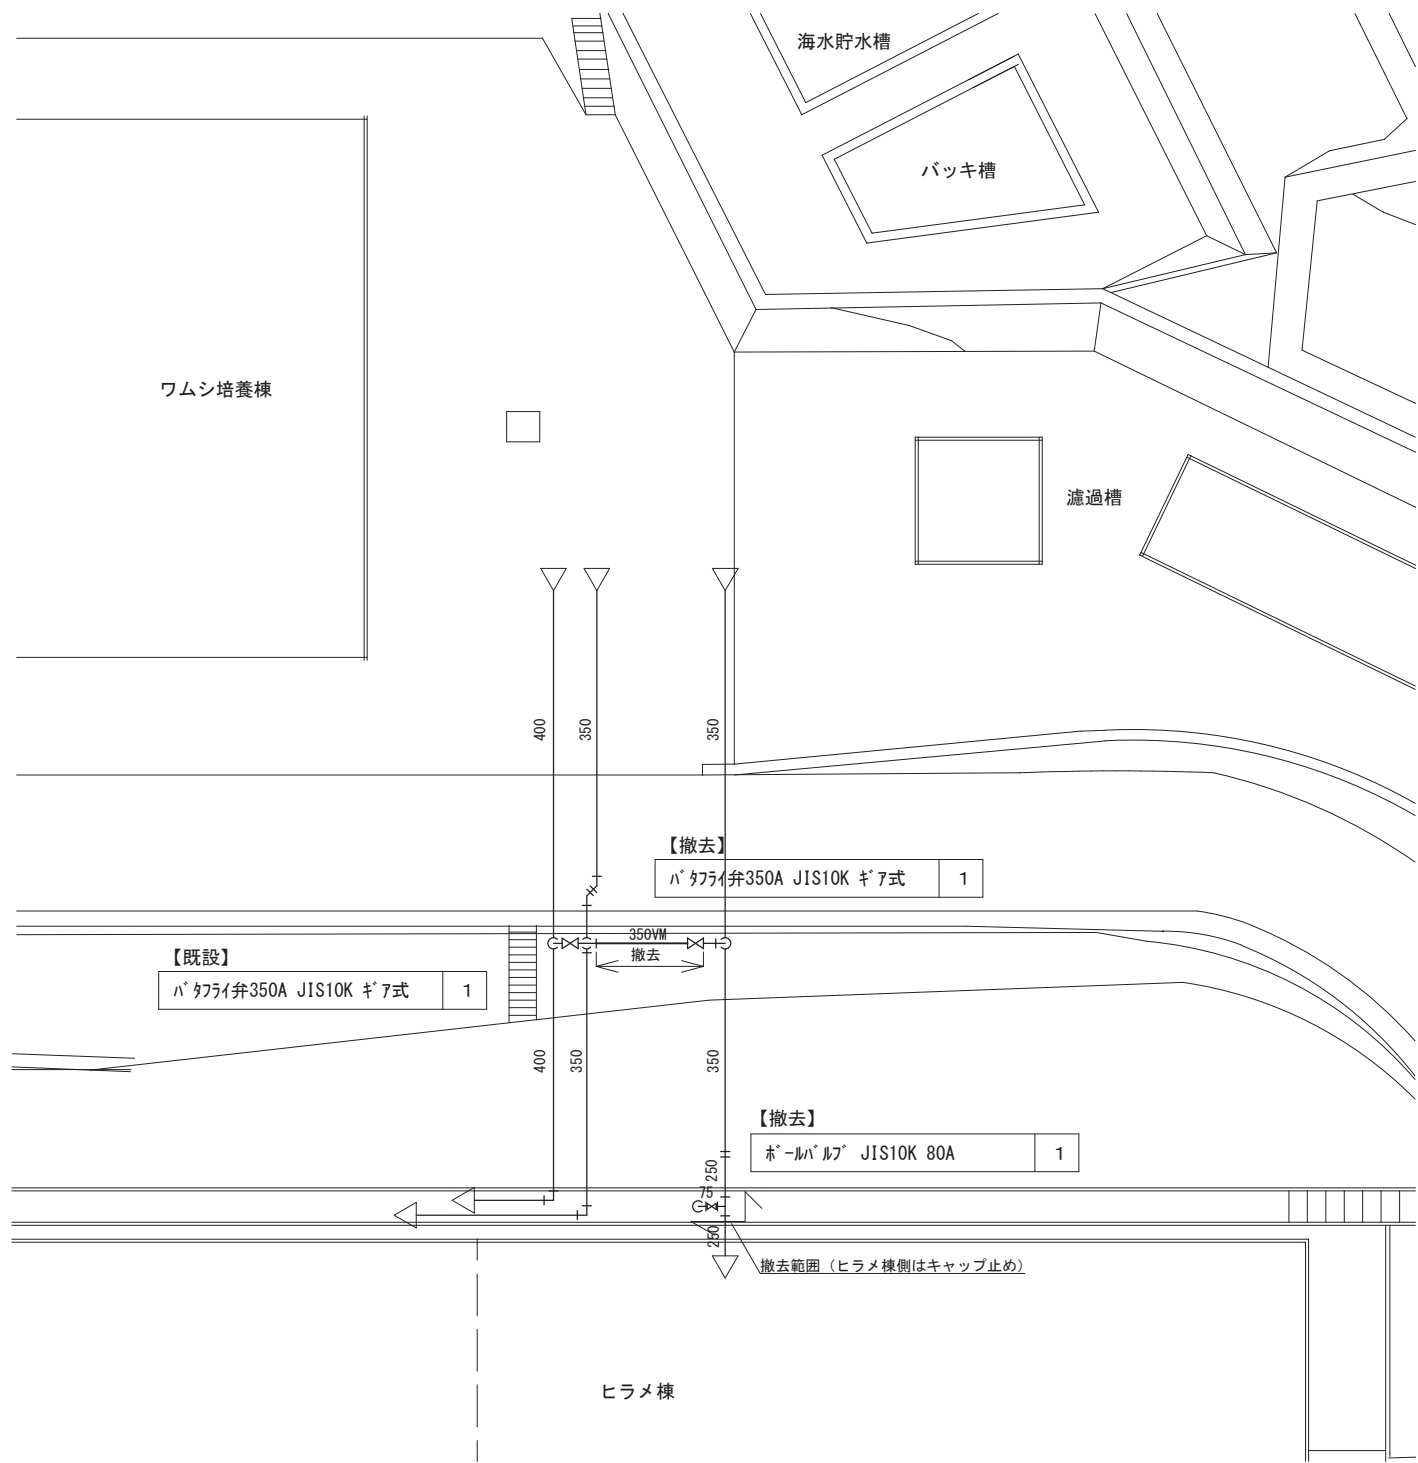 海水貯水槽
バッキ槽
ワムシ培養棟
濾過槽
400
350
350
【撤去】
ﾊﾞﾀﾌﾗｲ弁350A JIS10K ｷﾞｱ式 1
350VM
撤去
【既設】
ﾊﾞﾀﾌﾗｲ弁350A JIS10K ｷﾞｱ式 1
400
350
350
【撤去】
ﾎﾞｰﾙﾊﾞﾙﾌﾞ JIS10K 80A 1
250
75
250
撤去範囲（ヒラメ棟側はキャップ止め）
ヒラメ棟